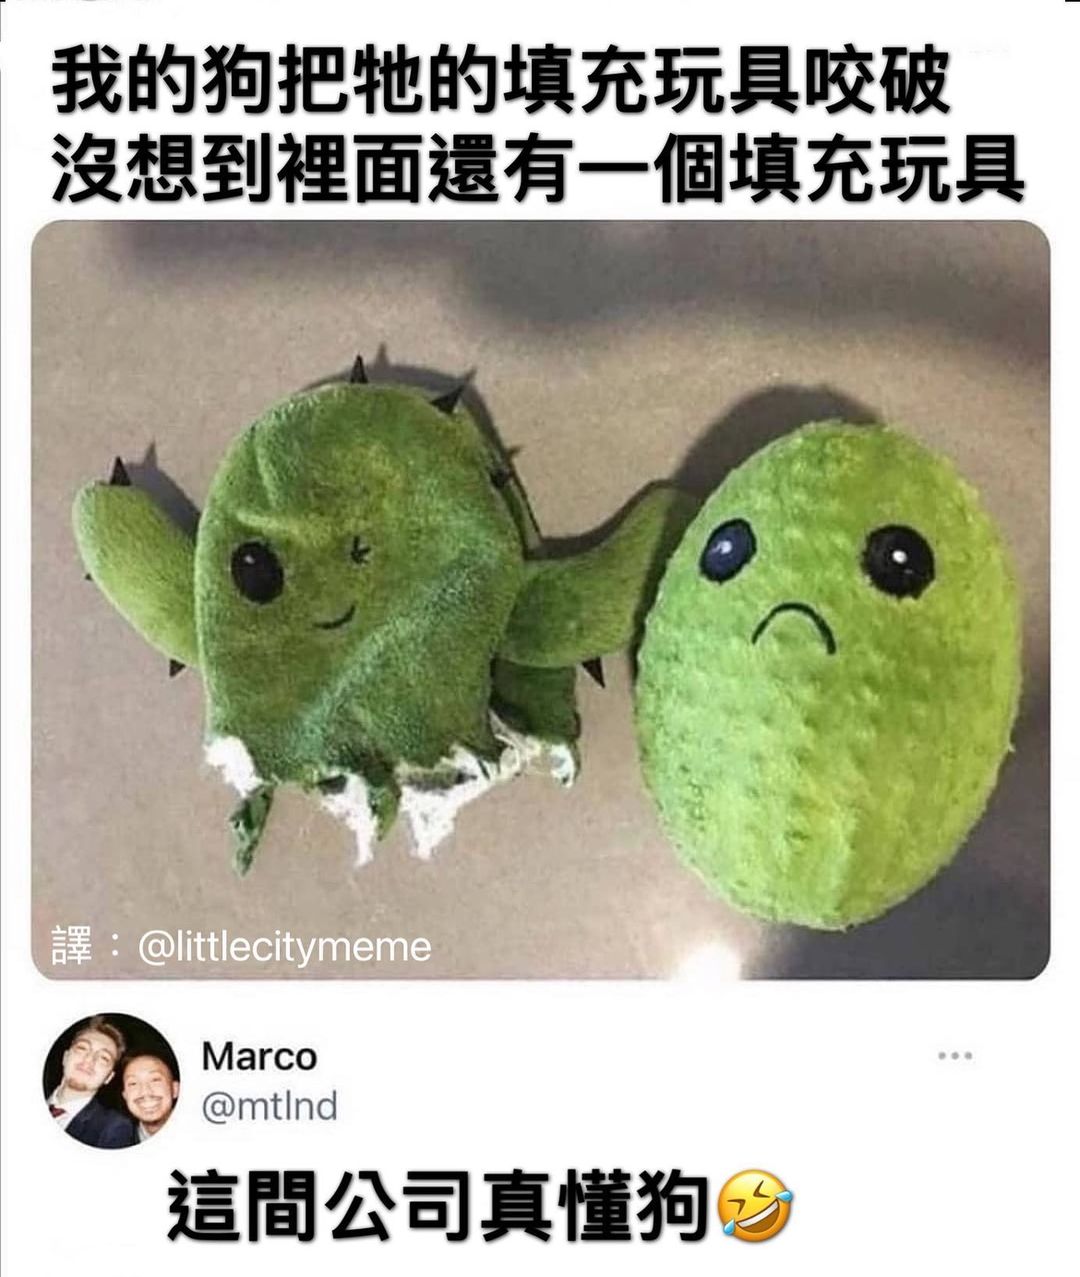 我的狗把牠的填充玩具咬破
沒想到裡面還有一個填充玩具
譯：@littlecitymeme
Marco
@mtlnd
這間公司真懂狗🤣